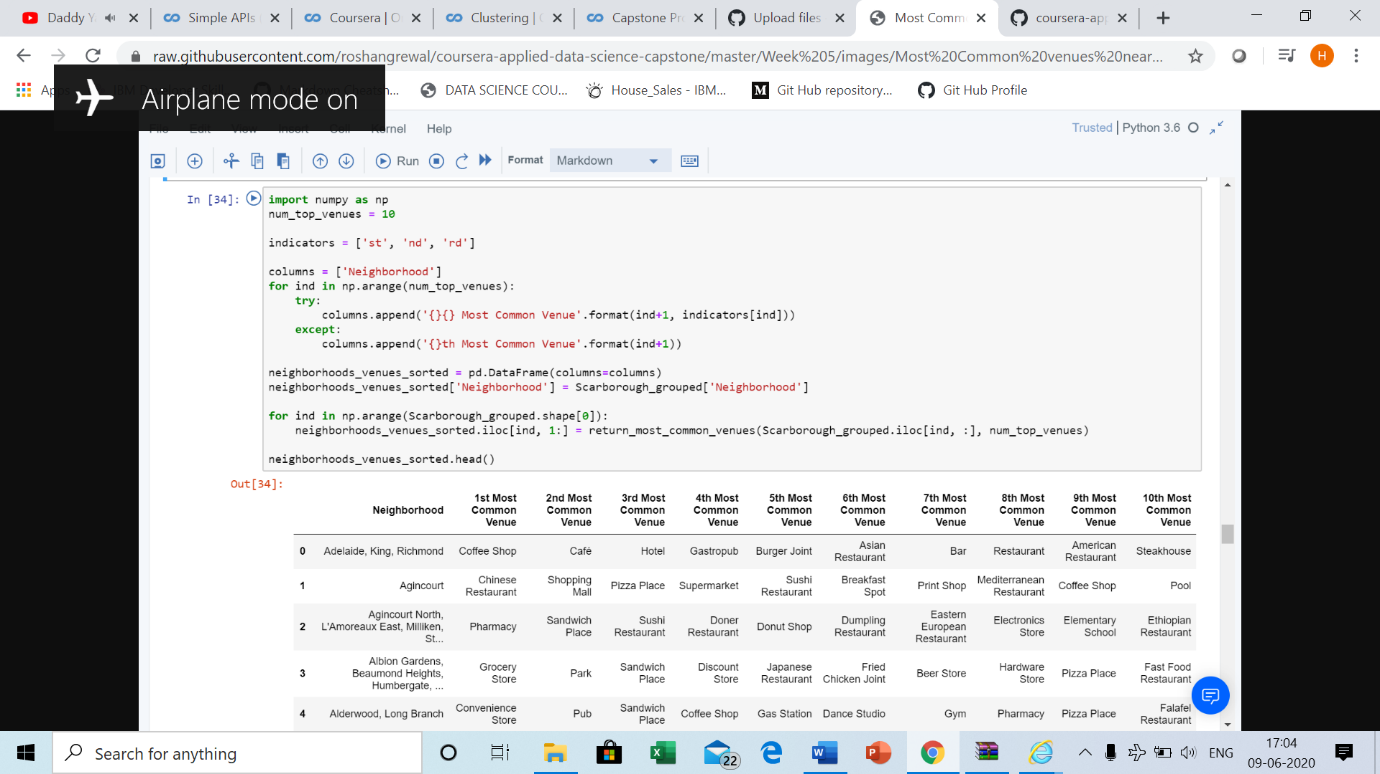 Daddy Y
Simple APIs
Coursera | O
Clustering |
Capstone Pr
Upload files
Most Comm
coursera-ap
raw.githubusercontent.com/roshangrewal/coursera-applied-data-science-capstone/master/Week%205/images/Most%20Common%20venues%20near...
H
DATA SCIENCE COU...
House_Sales - IBM...
M
Git Hub repository...
Git Hub Profile
Airplane mode on
Help
Trusted | Python 3.6
Run
Format
Markdown
In [34]:
import numpy as np
num_top_venues = 10
indicators = ['st', 'nd', 'rd']
columns = ['Neighborhood']
for ind in np.arange(num_top_venues):
try:
columns.append('{}{} Most Common Venue'.format(ind+1, indicators[ind]))
except:
columns.append('{}th Most Common Venue'.format(ind+1))
neighborhoods_venues_sorted = pd.DataFrame(columns=columns)
neighborhoods_venues_sorted['Neighborhood'] = Scarborough_grouped['Neighborhood']
for ind in np.arange(Scarborough_grouped.shape[0]):
neighborhoods_venues_sorted.iloc[ind, 1:] = return_most_common_venues(Scarborough_grouped.iloc[ind, :], num_top_venues)
neighborhoods_venues_sorted.head()
Out[34]:
Neighborhood 1st Most Common Venue 2nd Most Common Venue 3rd Most Common Venue 4th Most Common Venue 5th Most Common Venue 6th Most Common Venue 7th Most Common Venue 8th Most Common Venue 9th Most Common Venue 10th Most Common Venue
0 Adelaide, King, Richmond Coffee Shop Café Hotel Gastropub Burger Joint Asian Restaurant Bar Restaurant American Restaurant Steakhouse
1 Agincourt Chinese Restaurant Shopping Mall Pizza Place Supermarket Sushi Restaurant Breakfast Spot Print Shop Mediterranean Restaurant Coffee Shop Pool
2 Agincourt North, L'Amoreaux East, Milliken, St... Pharmacy Sandwich Place Sushi Restaurant Doner Restaurant Donut Shop Dumpling Restaurant Eastern European Restaurant Electronics Store Elementary School Ethiopian Restaurant
3 Albion Gardens, Beaumond Heights, Humbergate, ... Grocery Store Park Sandwich Place Discount Store Japanese Restaurant Fried Chicken Joint Beer Store Hardware Store Pizza Place Fast Food Restaurant
4 Alderwood, Long Branch Convenience Store Pub Sandwich Place Coffee Shop Gas Station Dance Studio Gym Pharmacy Pizza Place Falafel Restaurant
Search for anything
22
ENG
17:04
09-06-2020